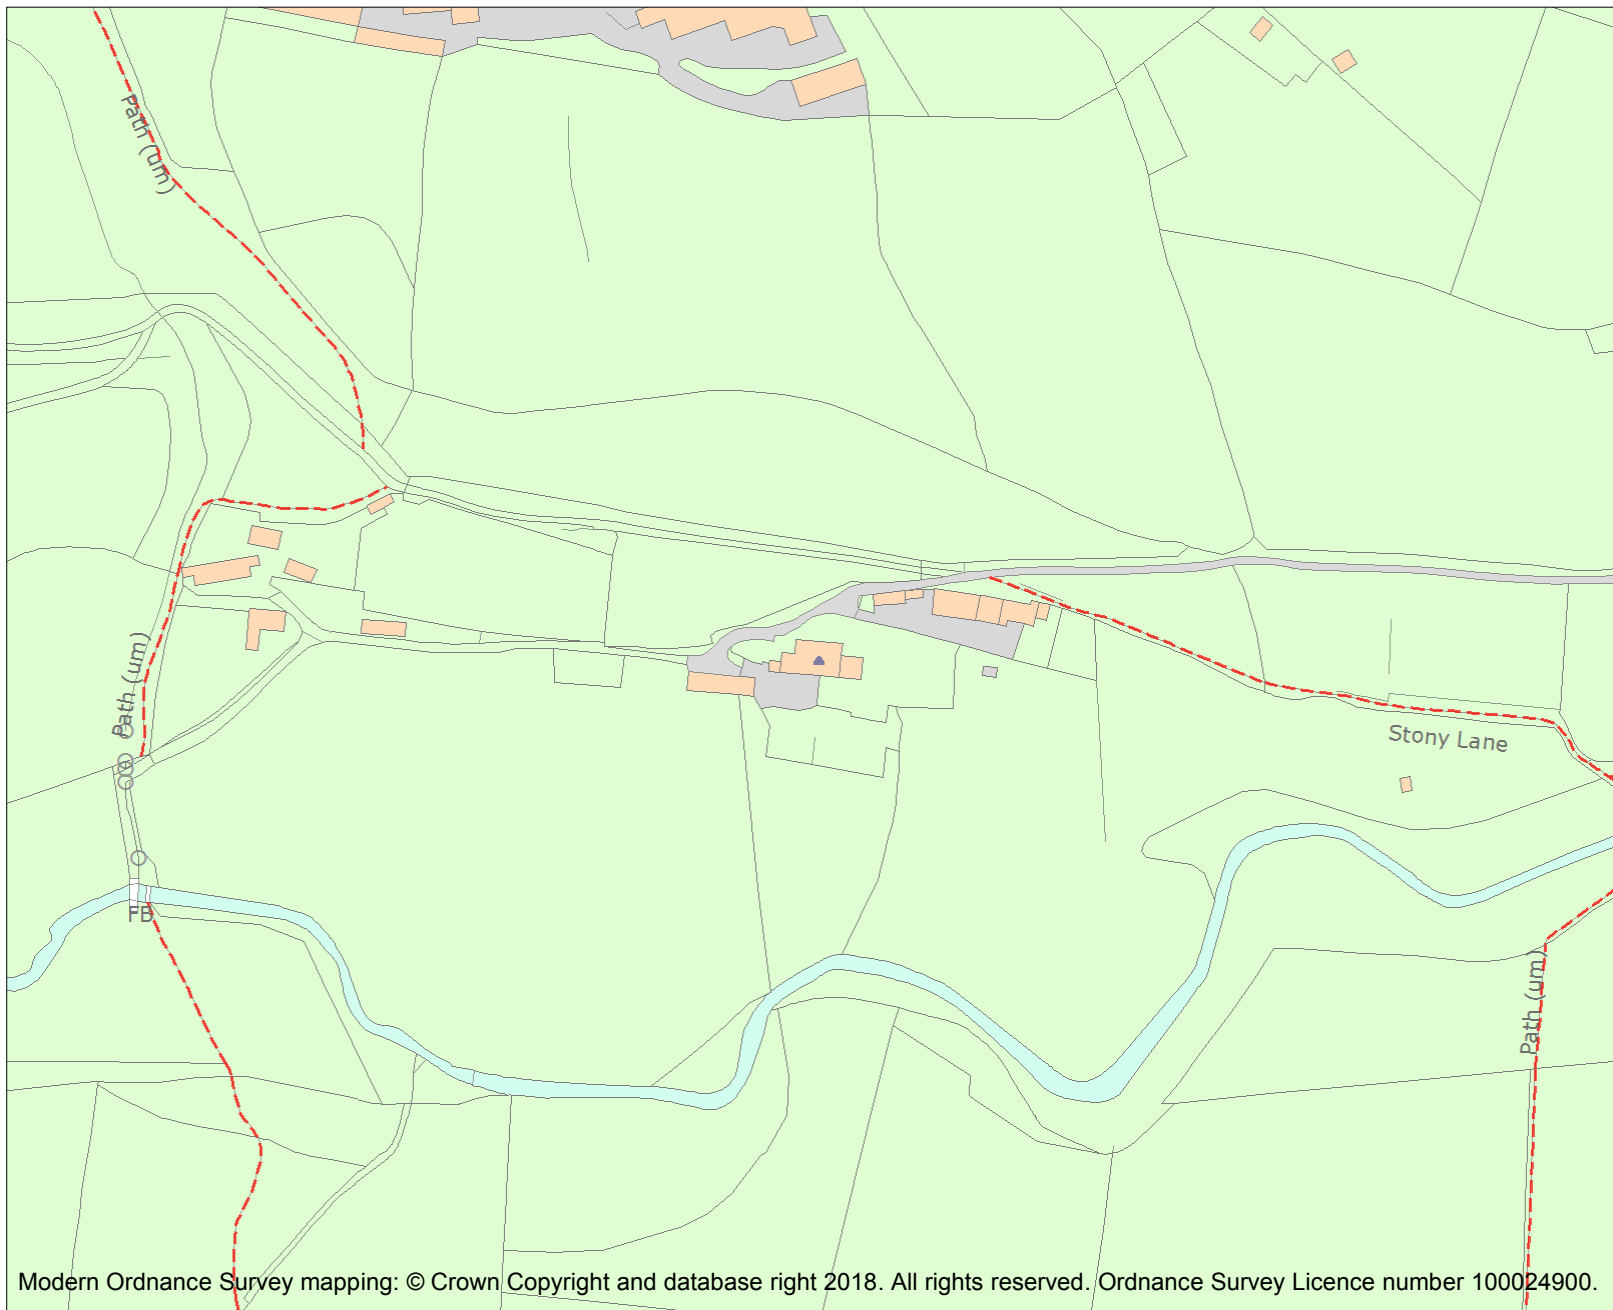 Path (um)
Path (um)
Stony Lane
FB
Path (um)
Modern Ordnance Survey mapping: © Crown Copyright and database right 2018. All rights reserved. Ordnance Survey Licence number 100024900.